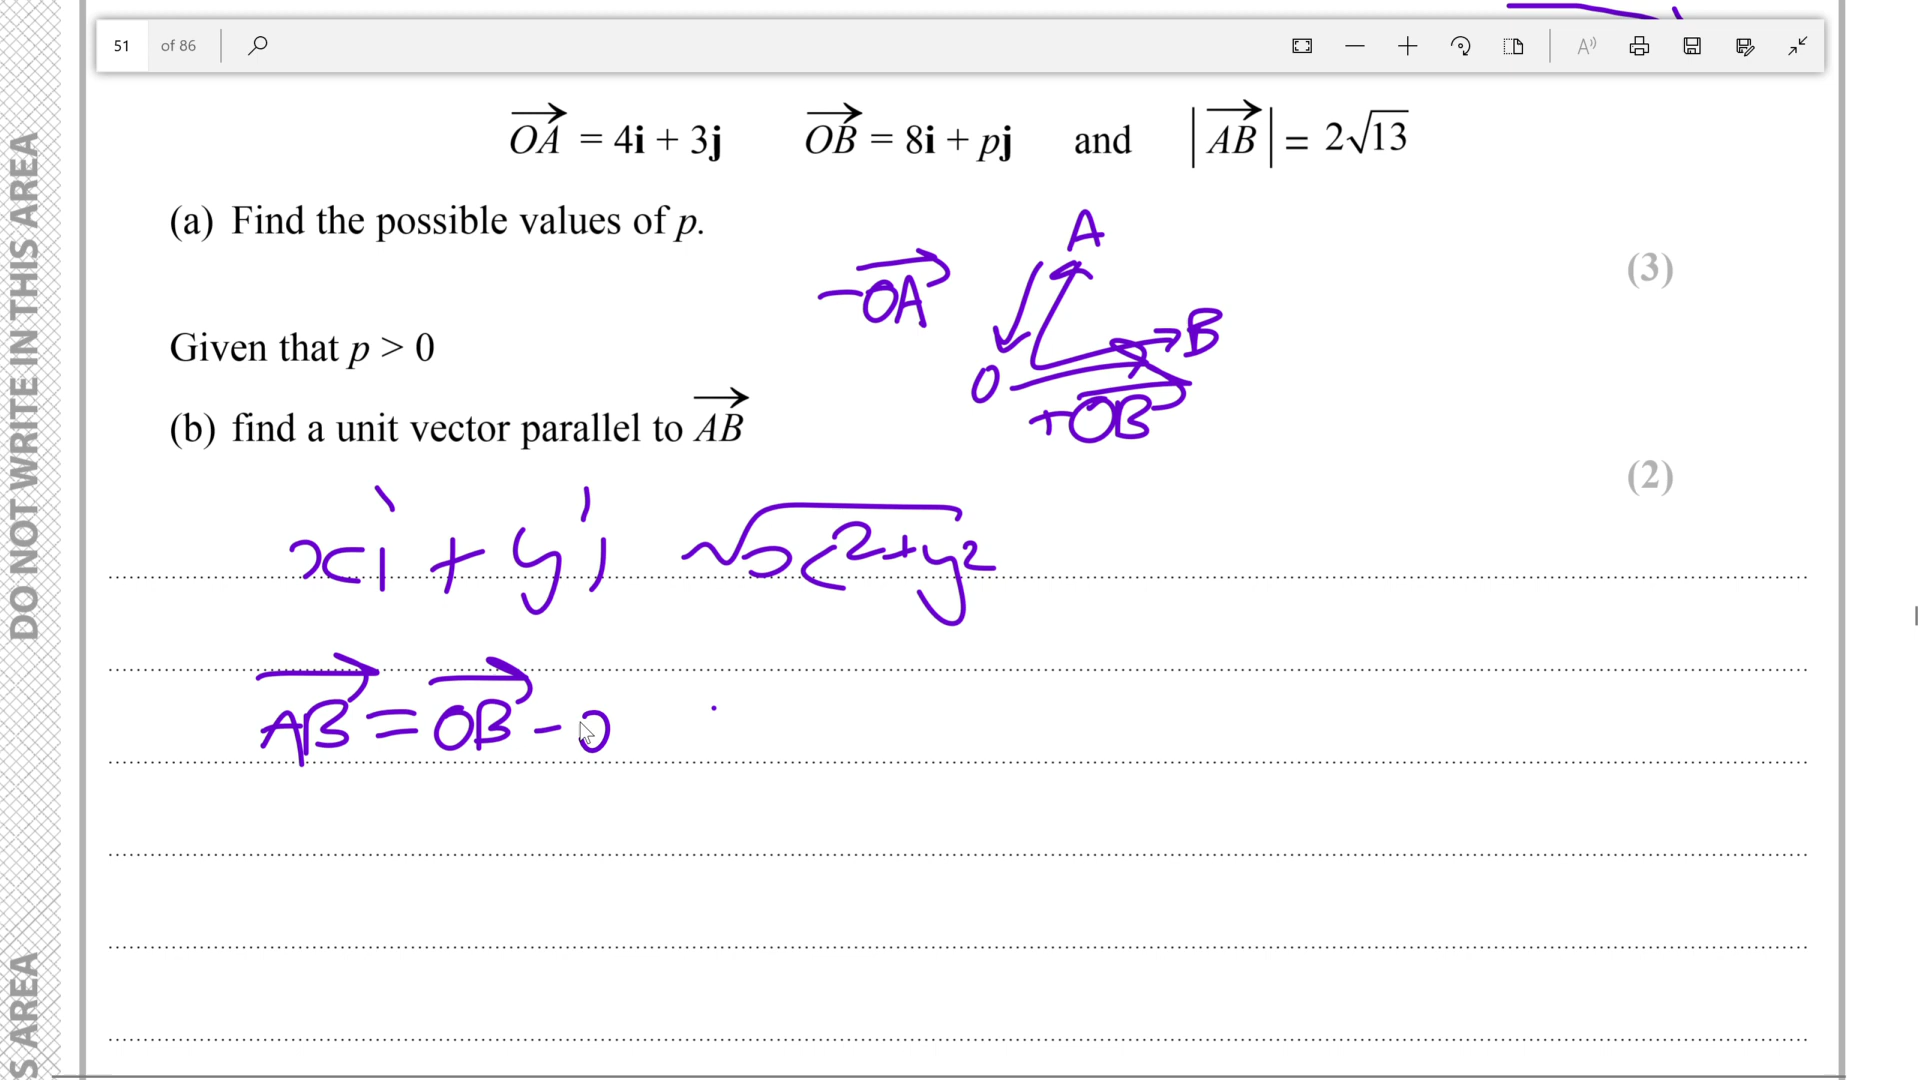 51 of 86
OA = 4i + 3j OB = 8i + pj and |AB| = 2√13
(a) Find the possible values of p.
A
-OA
(3)
B
Given that p > 0
O
+OB
(b) find a unit vector parallel to AB
(2)
xi + yj √x²+y²
AB = OB - O
DO NOT WRITE IN THIS AREA
S AREA